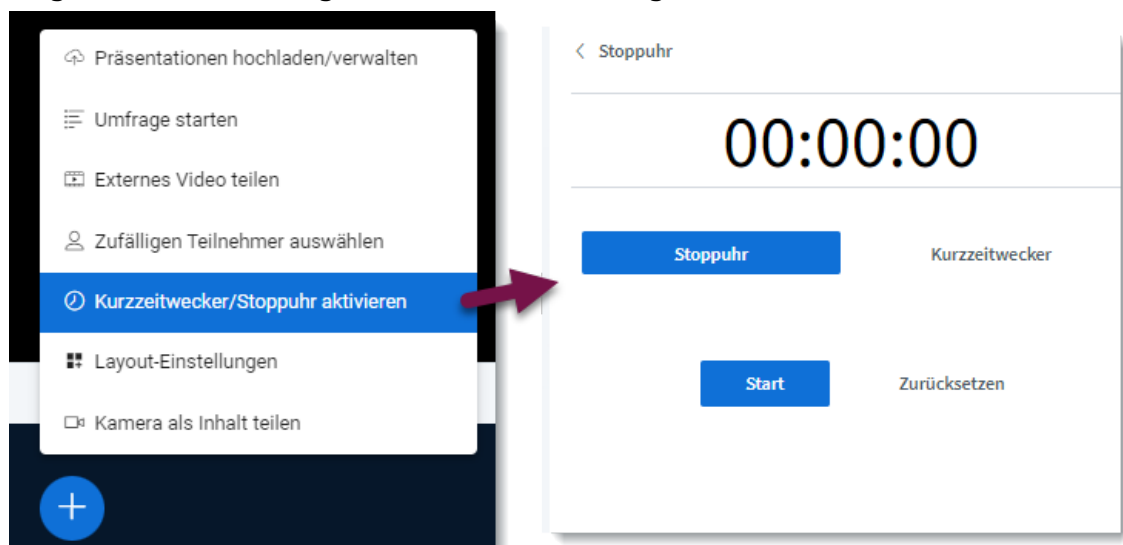 Präsentationen hochladen/verwalten
Umfrage starten
Externes Video teilen
Zufälligen Teilnehmer auswählen
Kurzzeitwecker/Stoppuhr aktivieren
Layout-Einstellungen
Kamera als Inhalt teilen
Stoppuhr
00:00:00
Stoppuhr Kurzzeitwecker
Start Zurücksetzen